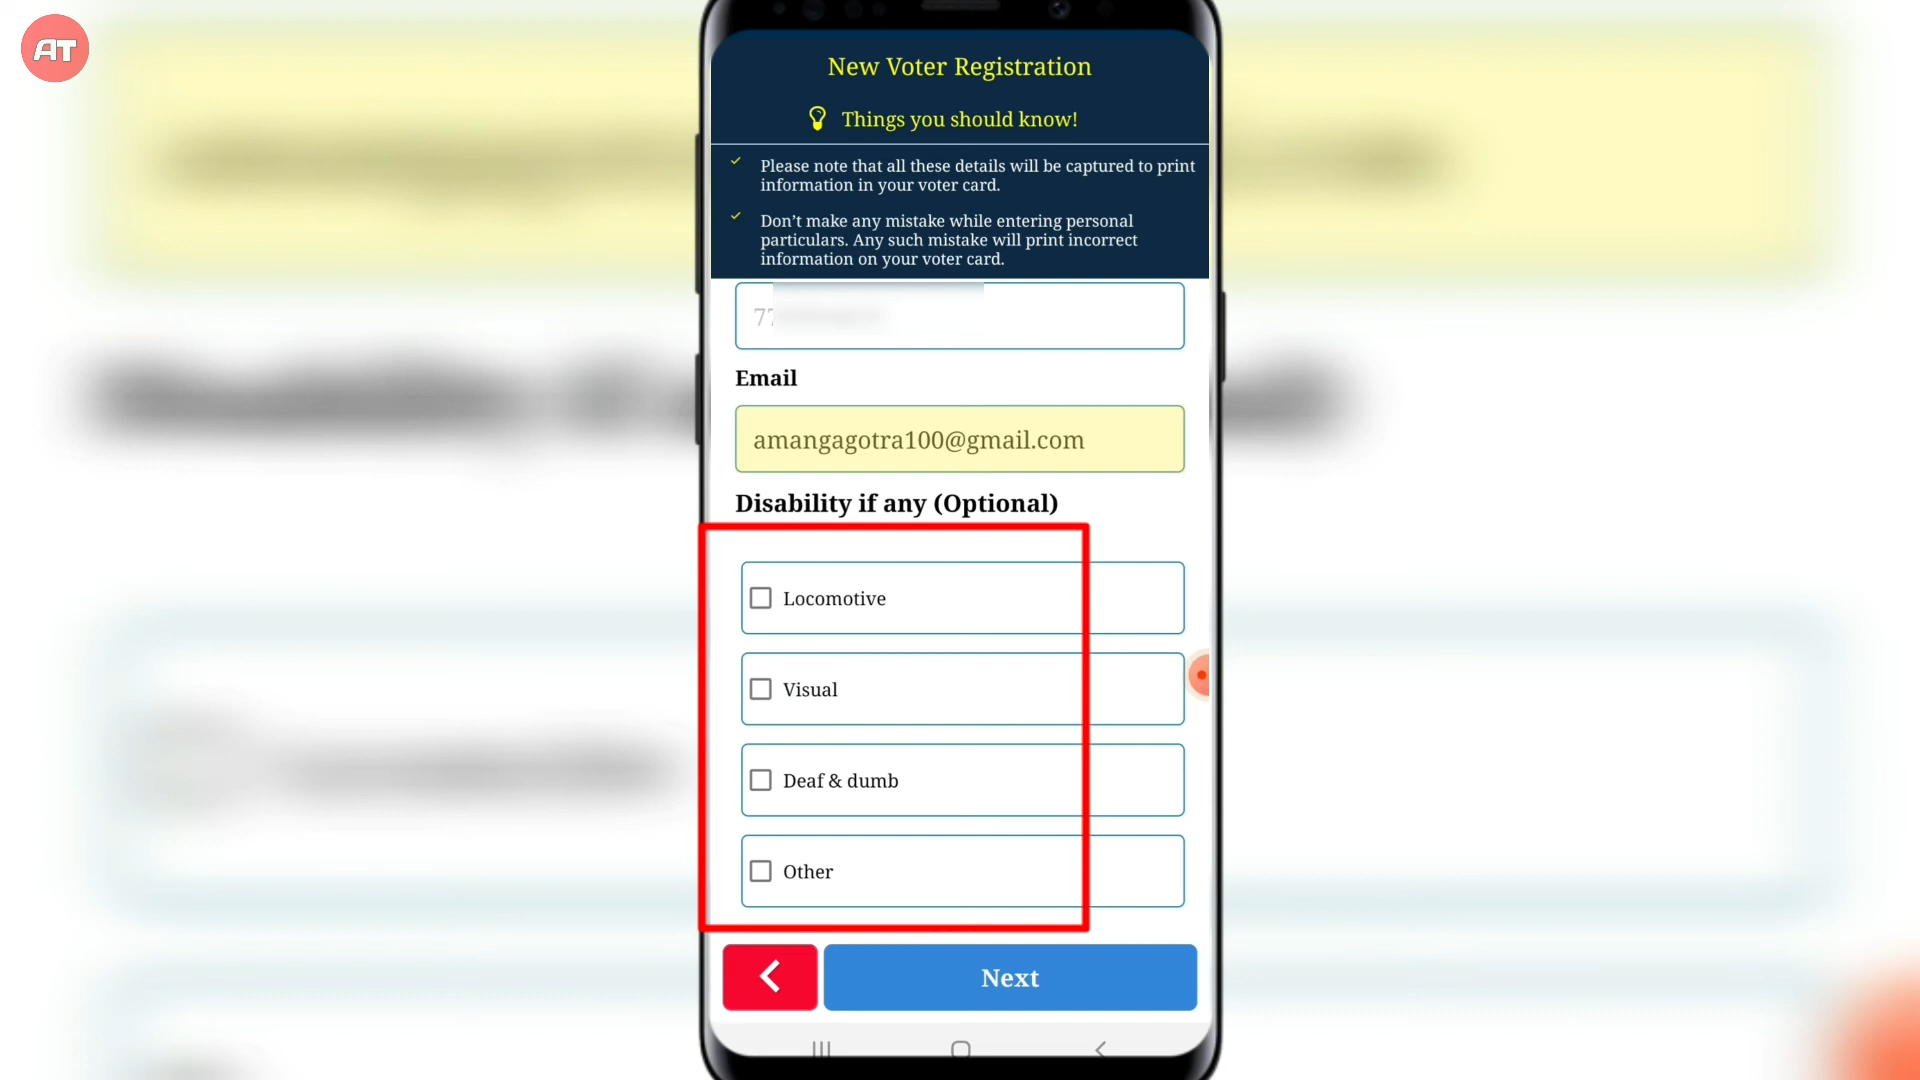 AT
New Voter Registration
Things you should know!
Please note that all these details will be captured to print
information in your voter card.
Don’t make any mistake while entering personal
particulars. Any such mistake will print incorrect
information on your voter card.
Email
amangagotra100@gmail.com
Disability if any (Optional)
Locomotive
Visual
Deaf & dumb
Other
Next